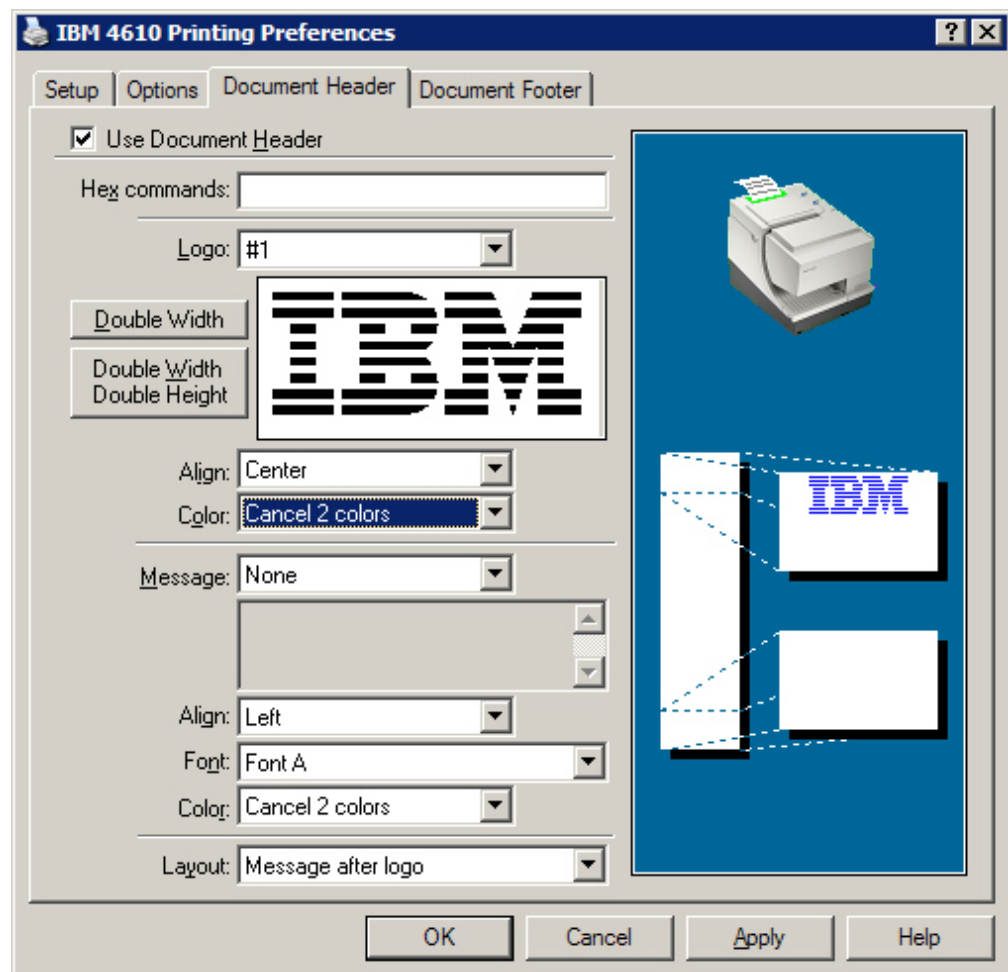 IBM 4610 Printing Preferences
Setup Options Document Header Document Footer
Use Document Header
Hex commands:
Logo: #1
Double Width
Double Width
Double Height
IBM
Align: Center
Color: Cancel 2 colors
IBM
Message: None
Align: Left
Font: Font A
Color: Cancel 2 colors
Layout: Message after logo
OK Cancel Apply Help